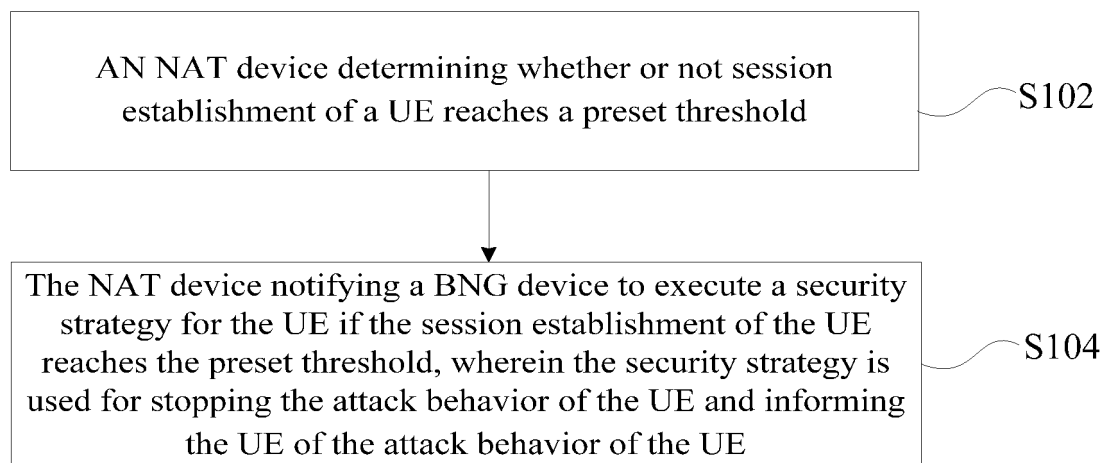 AN NAT device determining whether or not session
establishment of a UE reaches a preset threshold
S102
The NAT device notifying a BNG device to execute a security
strategy for the UE if the session establishment of the UE
reaches the preset threshold, wherein the security strategy is
used for stopping the attack behavior of the UE and informing
the UE of the attack behavior of the UE
S104